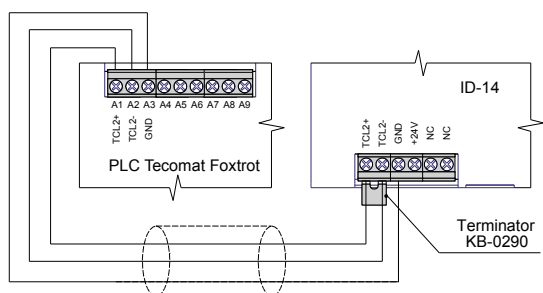 A1 A2 A3 A4 A5 A6 A7 A8 A9
TCL2+
TCL2-
GND
PLC Tecomat Foxtrot
ID-14
TCL2+
TCL2-
GND
+24V
NC
NC
Terminator
KB-0290